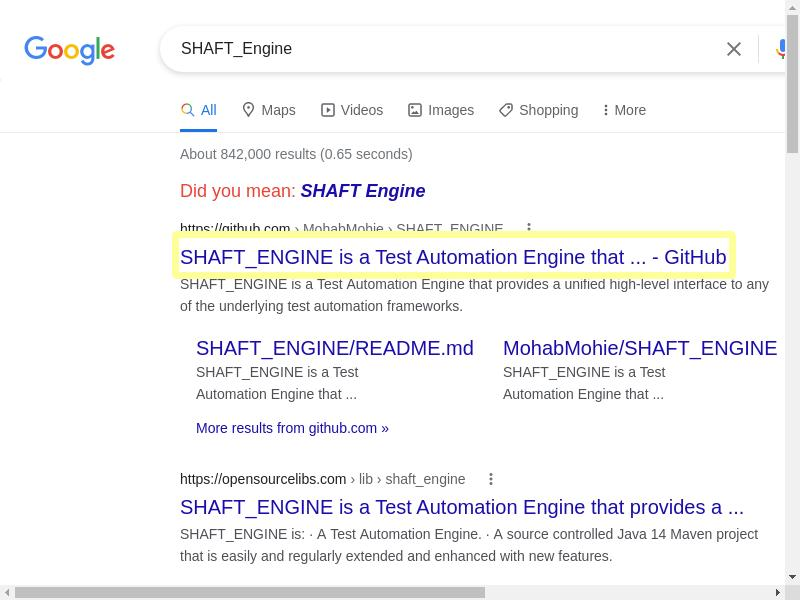 Google
SHAFT_Engine
All Maps Videos Images Shopping More
About 842,000 results (0.65 seconds)
Did you mean: SHAFT Engine
https://github.com › MohabMohie › SHAFT_ENGINE
SHAFT_ENGINE is a Test Automation Engine that ... - GitHub
SHAFT_ENGINE is a Test Automation Engine that provides a unified high-level interface to any
of the underlying test automation frameworks.
SHAFT_ENGINE/README.md
SHAFT_ENGINE is a Test
Automation Engine that ...
MohabMohie/SHAFT_ENGINE
SHAFT_ENGINE is a Test
Automation Engine that ...
More results from github.com »
https://opensourcelibs.com › lib › shaft_engine
SHAFT_ENGINE is a Test Automation Engine that provides a ...
SHAFT_ENGINE is: · A Test Automation Engine. · A source controlled Java 14 Maven project
that is easily and regularly extended and enhanced with new features.